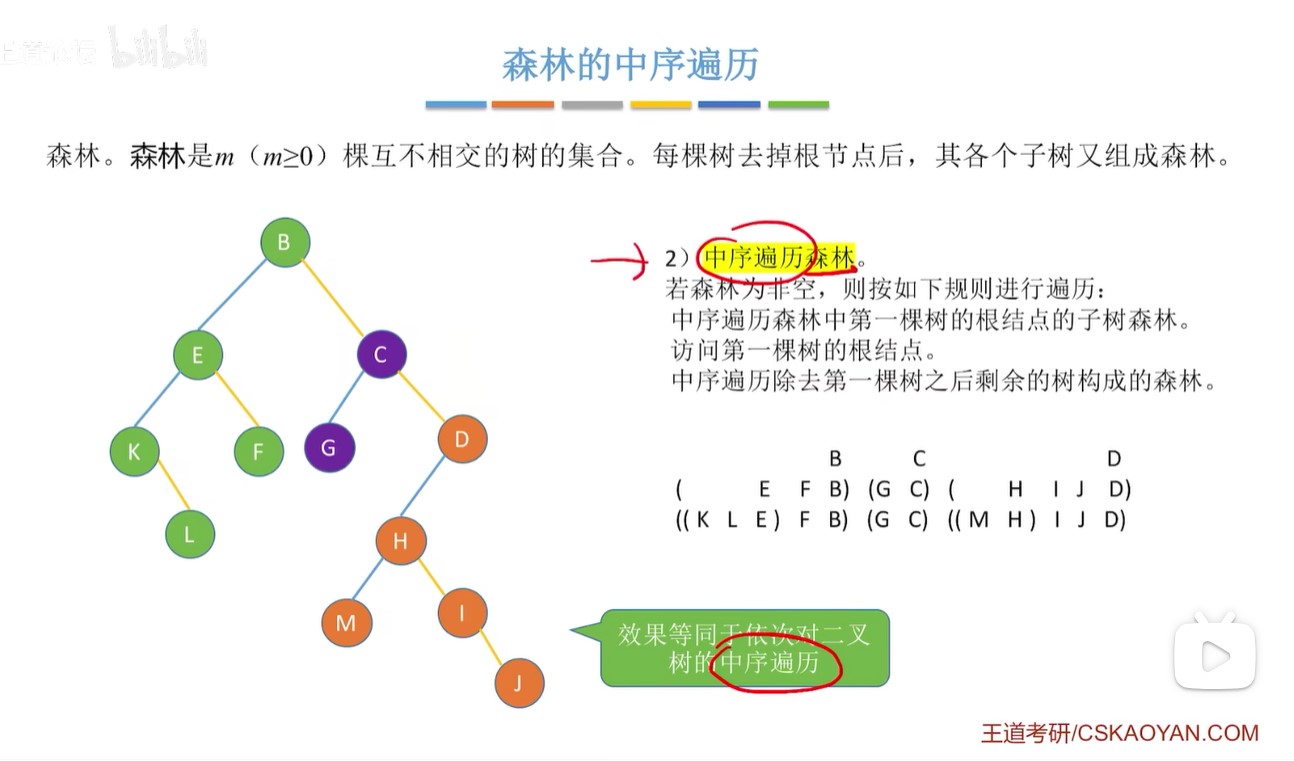 bilibili
森林的中序遍历
森林。森林是m（m≥0）棵互不相交的树的集合。每棵树去掉根节点后，其各个子树又组成森林。
B
E
C
K
F
G
D
L
H
M
I
J
2）中序遍历森林。
若森林为非空，则按如下规则进行遍历：
中序遍历森林中第一棵树的根结点的子树森林。
访问第一棵树的根结点。
中序遍历除去第一棵树之后剩余的树构成的森林。
B C D
( E F B) (G C) ( H I J D)
((K L E) F B) (G C) ((M H) I J D)
效果等同于依次对二叉
树的中序遍历
王道考研/CSKAOYAN.COM